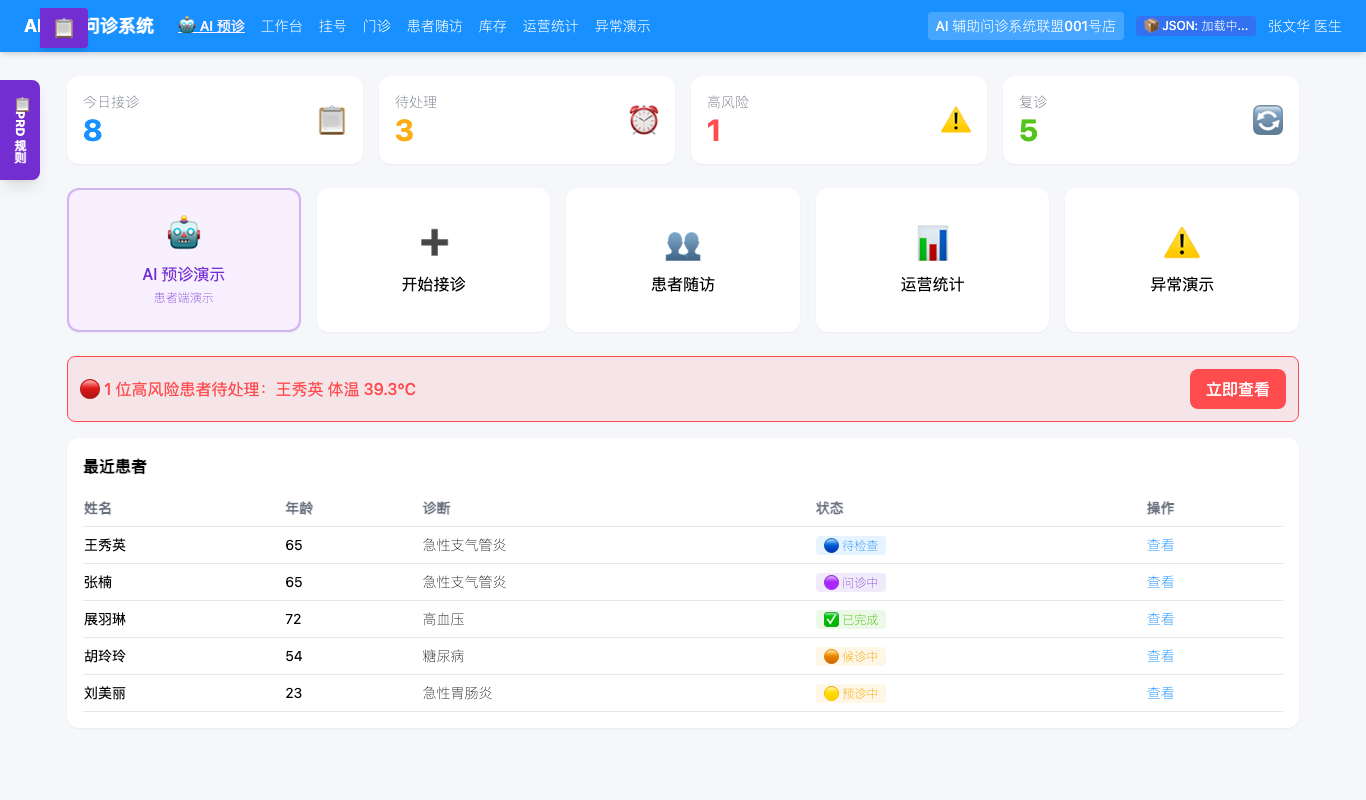 AI 问诊系统
AI 预诊
工作台
挂号
门诊
患者随访
库存
运营统计
异常演示
AI 辅助问诊系统联盟001号店
JSON: 加载中...
张文华 医生
PRD 规则
今日接诊
8
待处理
3
高风险
1
复诊
5
AI 预诊演示
患者端演示
开始接诊
患者随访
运营统计
异常演示
1 位高风险患者待处理：王秀英 体温 39.3°C
立即查看
最近患者
姓名 年龄 诊断 状态 操作
王秀英 65 急性支气管炎 待检查 查看
张楠 65 急性支气管炎 问诊中 查看
展羽琳 72 高血压 已完成 查看
胡玲玲 54 糖尿病 候诊中 查看
刘美丽 23 急性胃肠炎 预诊中 查看